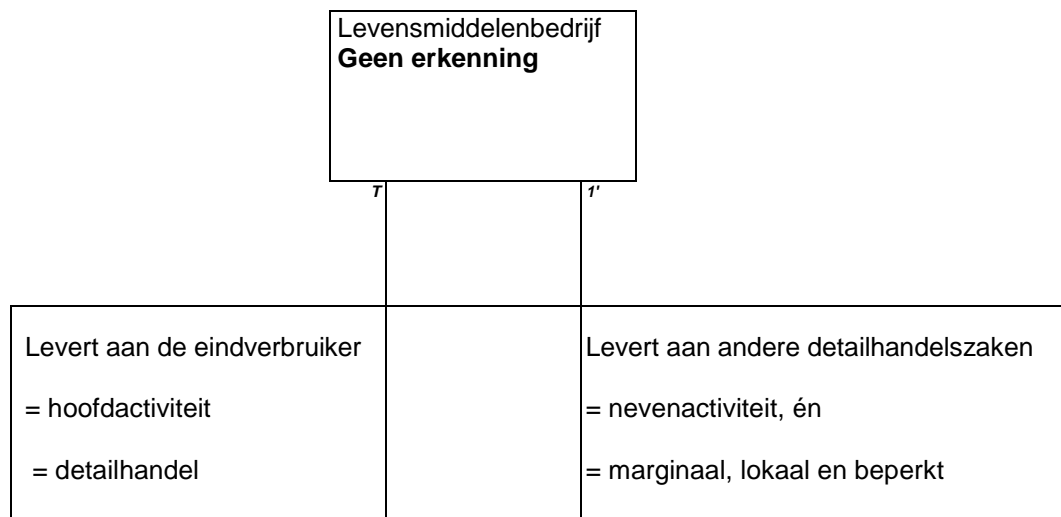 Levensmiddelenbedrijf
Geen erkenning
T
1'
Levert aan de eindverbruiker
= hoofdactiviteit
= detailhandel
Levert aan andere detailhandelszaken
= nevenactiviteit, én
= marginaal, lokaal en beperkt